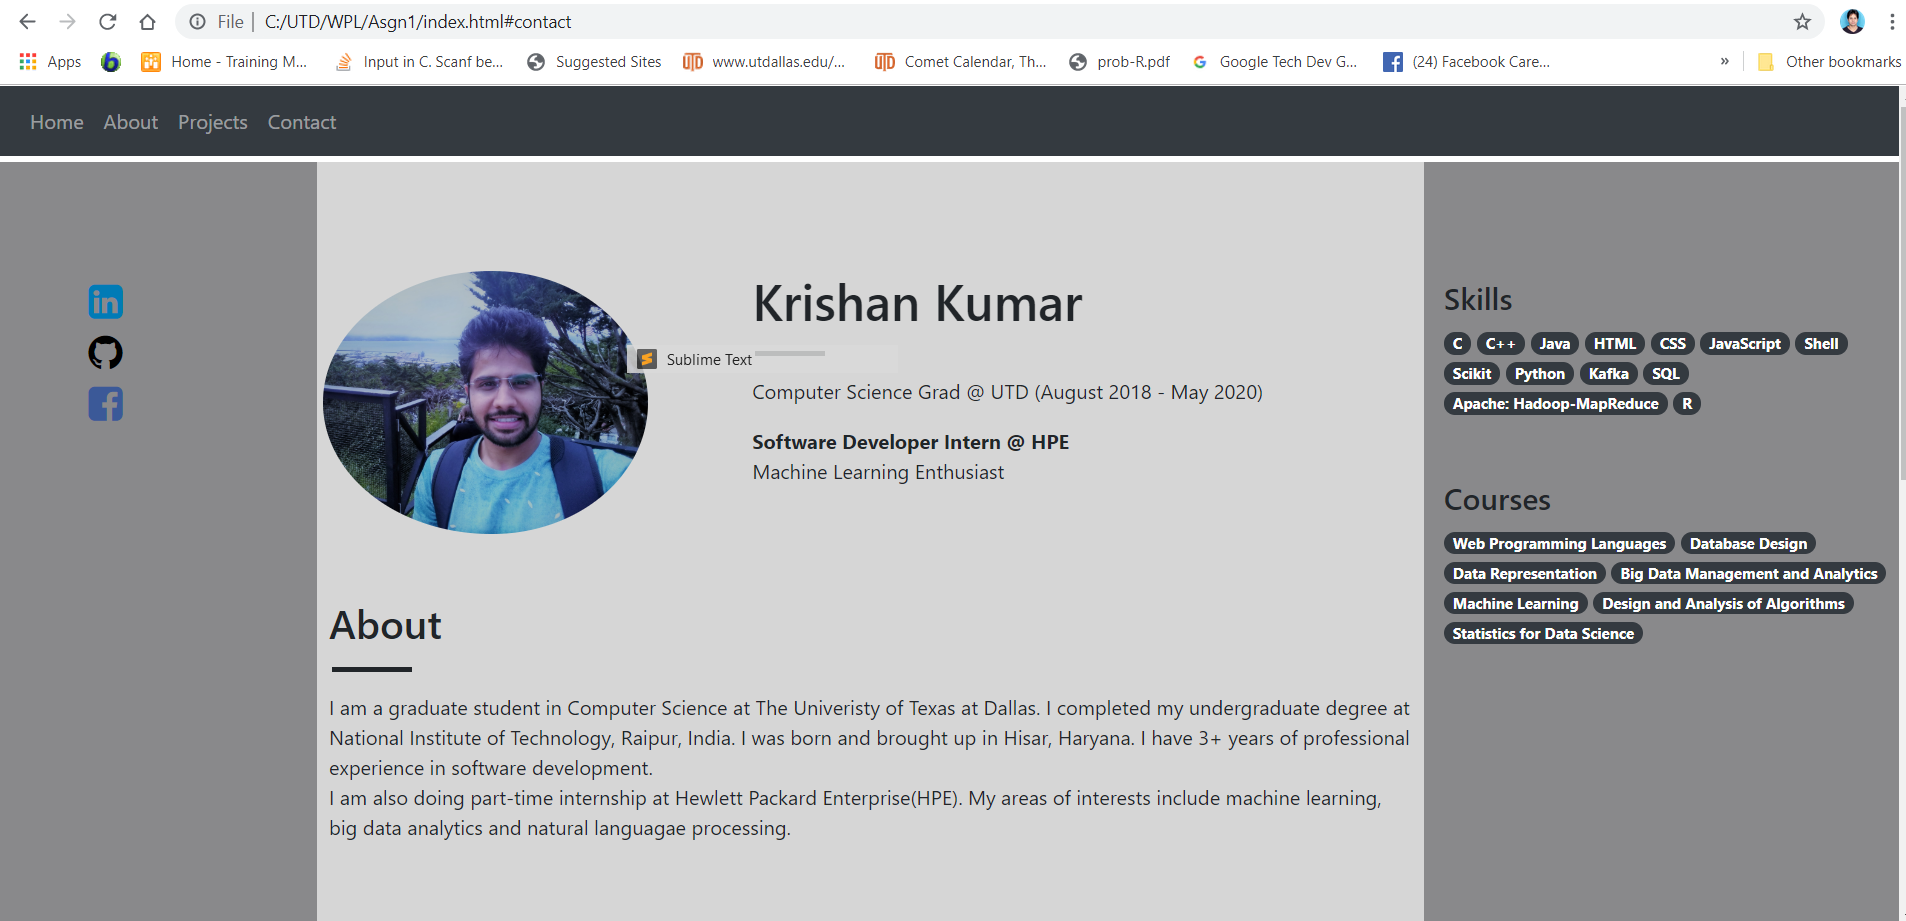 File | C:/UTD/WPL/Asgn1/index.html#contact
Apps Home - Training M... Input in C. Scanf be... Suggested Sites UTD www.utdallas.edu/... UTD Comet Calendar, Th... prob-R.pdf Google Tech Dev G... (24) Facebook Care... » Other bookmarks
Home About Projects Contact
Krishan Kumar
Sublime Text
Computer Science Grad @ UTD (August 2018 - May 2020)
Software Developer Intern @ HPE
Machine Learning Enthusiast
About
I am a graduate student in Computer Science at The Univeristy of Texas at Dallas. I completed my undergraduate degree at
National Institute of Technology, Raipur, India. I was born and brought up in Hisar, Haryana. I have 3+ years of professional
experience in software development.
I am also doing part-time internship at Hewlett Packard Enterprise(HPE). My areas of interests include machine learning,
big data analytics and natural languagae processing.
Skills
C C++ Java HTML CSS JavaScript Shell
Scikit Python Kafka SQL
Apache: Hadoop-MapReduce R
Courses
Web Programming Languages Database Design
Data Representation Big Data Management and Analytics
Machine Learning Design and Analysis of Algorithms
Statistics for Data Science